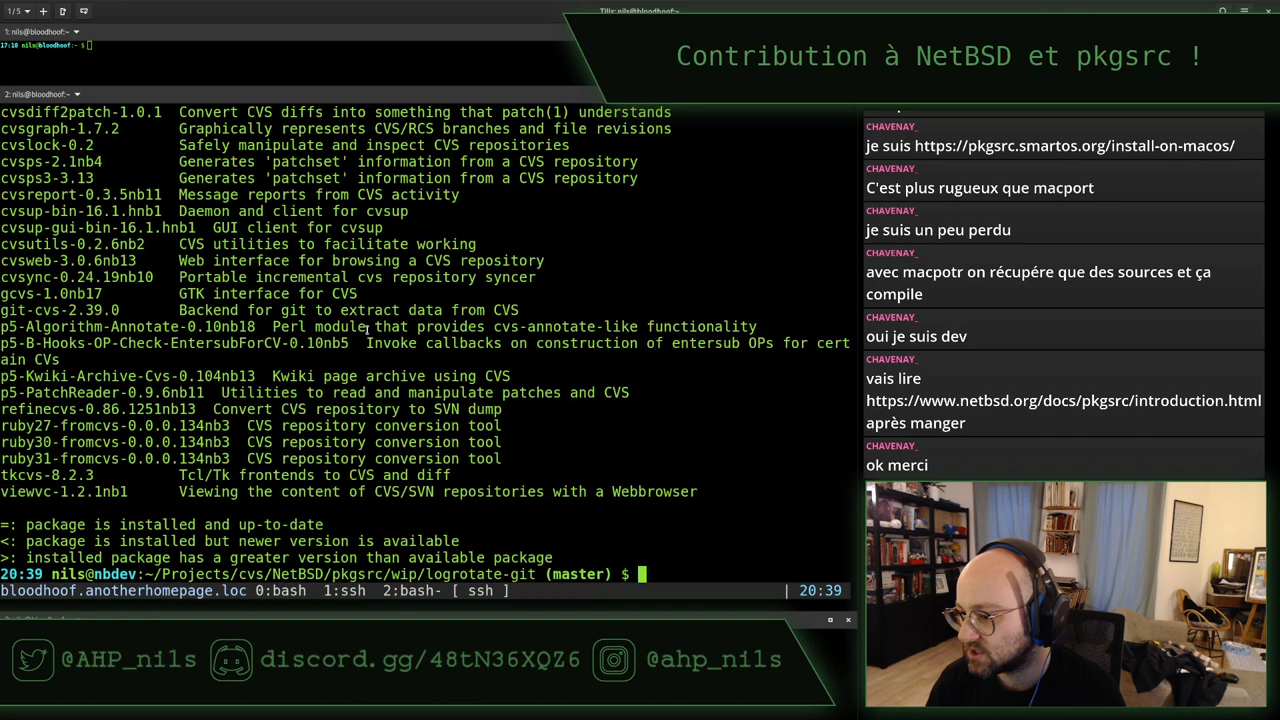 1/5
Tilix: nils@bloodhoof:~
1: nils@bloodhoof:~
17:10 nils@bloodhoof:~ $
Contribution à NetBSD et pkgsrc !
2: nils@bloodhoof:~
cvsdiff2patch-1.0.1  Convert CVS diffs into something that patch(1) understands
cvsgraph-1.7.2       Graphically represents CVS/RCS branches and file revisions
cvslock-0.2          Safely manipulate and inspect CVS repositories
cvsps-2.1nb4         Generates 'patchset' information from a CVS repository
cvsps3-3.13          Generates 'patchset' information from a CVS repository
cvsreport-0.3.5nb11  Message reports from CVS activity
cvsup-bin-16.1.hnb1  Daemon and client for cvsup
cvsup-gui-bin-16.1.hnb1  GUI client for cvsup
cvsutils-0.2.6nb2    CVS utilities to facilitate working
cvsweb-3.0.6nb13     Web interface for browsing a CVS repository
cvsync-0.24.19nb10   Portable incremental cvs repository syncer
gcvs-1.0nb17         GTK interface for CVS
git-cvs-2.39.0       Backend for git to extract data from CVS
p5-Algorithm-Annotate-0.10nb18  Perl module that provides cvs-annotate-like functionality
p5-B-Hooks-OP-Check-EntersubForCV-0.10nb5  Invoke callbacks on construction of entersub OPs for cert
ain CVs
p5-Kwiki-Archive-Cvs-0.104nb13  Kwiki page archive using CVS
p5-PatchReader-0.9.6nb11  Utilities to read and manipulate patches and CVS
refinecvs-0.86.1251nb13  Convert CVS repository to SVN dump
ruby27-fromcvs-0.0.0.134nb3  CVS repository conversion tool
ruby30-fromcvs-0.0.0.134nb3  CVS repository conversion tool
ruby31-fromcvs-0.0.0.134nb3  CVS repository conversion tool
tkcvs-8.2.3          Tcl/Tk frontends to CVS and diff
viewvc-1.2.1nb1      Viewing the content of CVS/SVN repositories with a Webbrowser
=: package is installed and up-to-date
<: package is installed but newer version is available
>: installed package has a greater version than available package
20:39 nils@nbdev:~/Projects/cvs/NetBSD/pkgsrc/wip/logrotate-git (master) $
bloodhoof.anotherhomepage.loc 0:bash  1:ssh  2:bash- [ ssh ] | 20:39
CHAVENAY_
je suis https://pkgsrc.smartos.org/install-on-macos/
CHAVENAY_
C'est plus rugueux que macport
CHAVENAY_
je suis un peu perdu
CHAVENAY_
avec macpotr on récupére que des sources et ça
compile
CHAVENAY_
oui je suis dev
CHAVENAY_
vais lire
https://www.netbsd.org/docs/pkgsrc/introduction.html
après manger
CHAVENAY_
ok merci
@AHP_nils
discord.gg/48tN36XQZ6
@ahp_nils